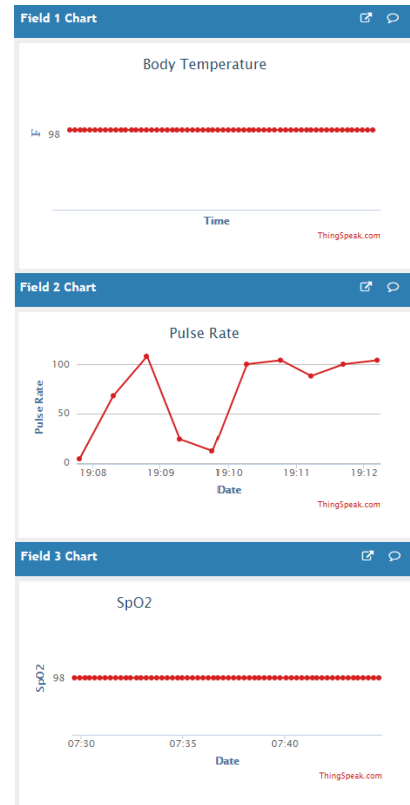 Field 1 Chart
Body Temperature
F
98
Time
ThingSpeak.com
Field 2 Chart
Pulse Rate
Pulse Rate
100
50
0
19:08 19:09 19:10 19:11 19:12
Date
ThingSpeak.com
Field 3 Chart
SpO2
SpO2
98
07:30 07:35 07:40
Date
ThingSpeak.com